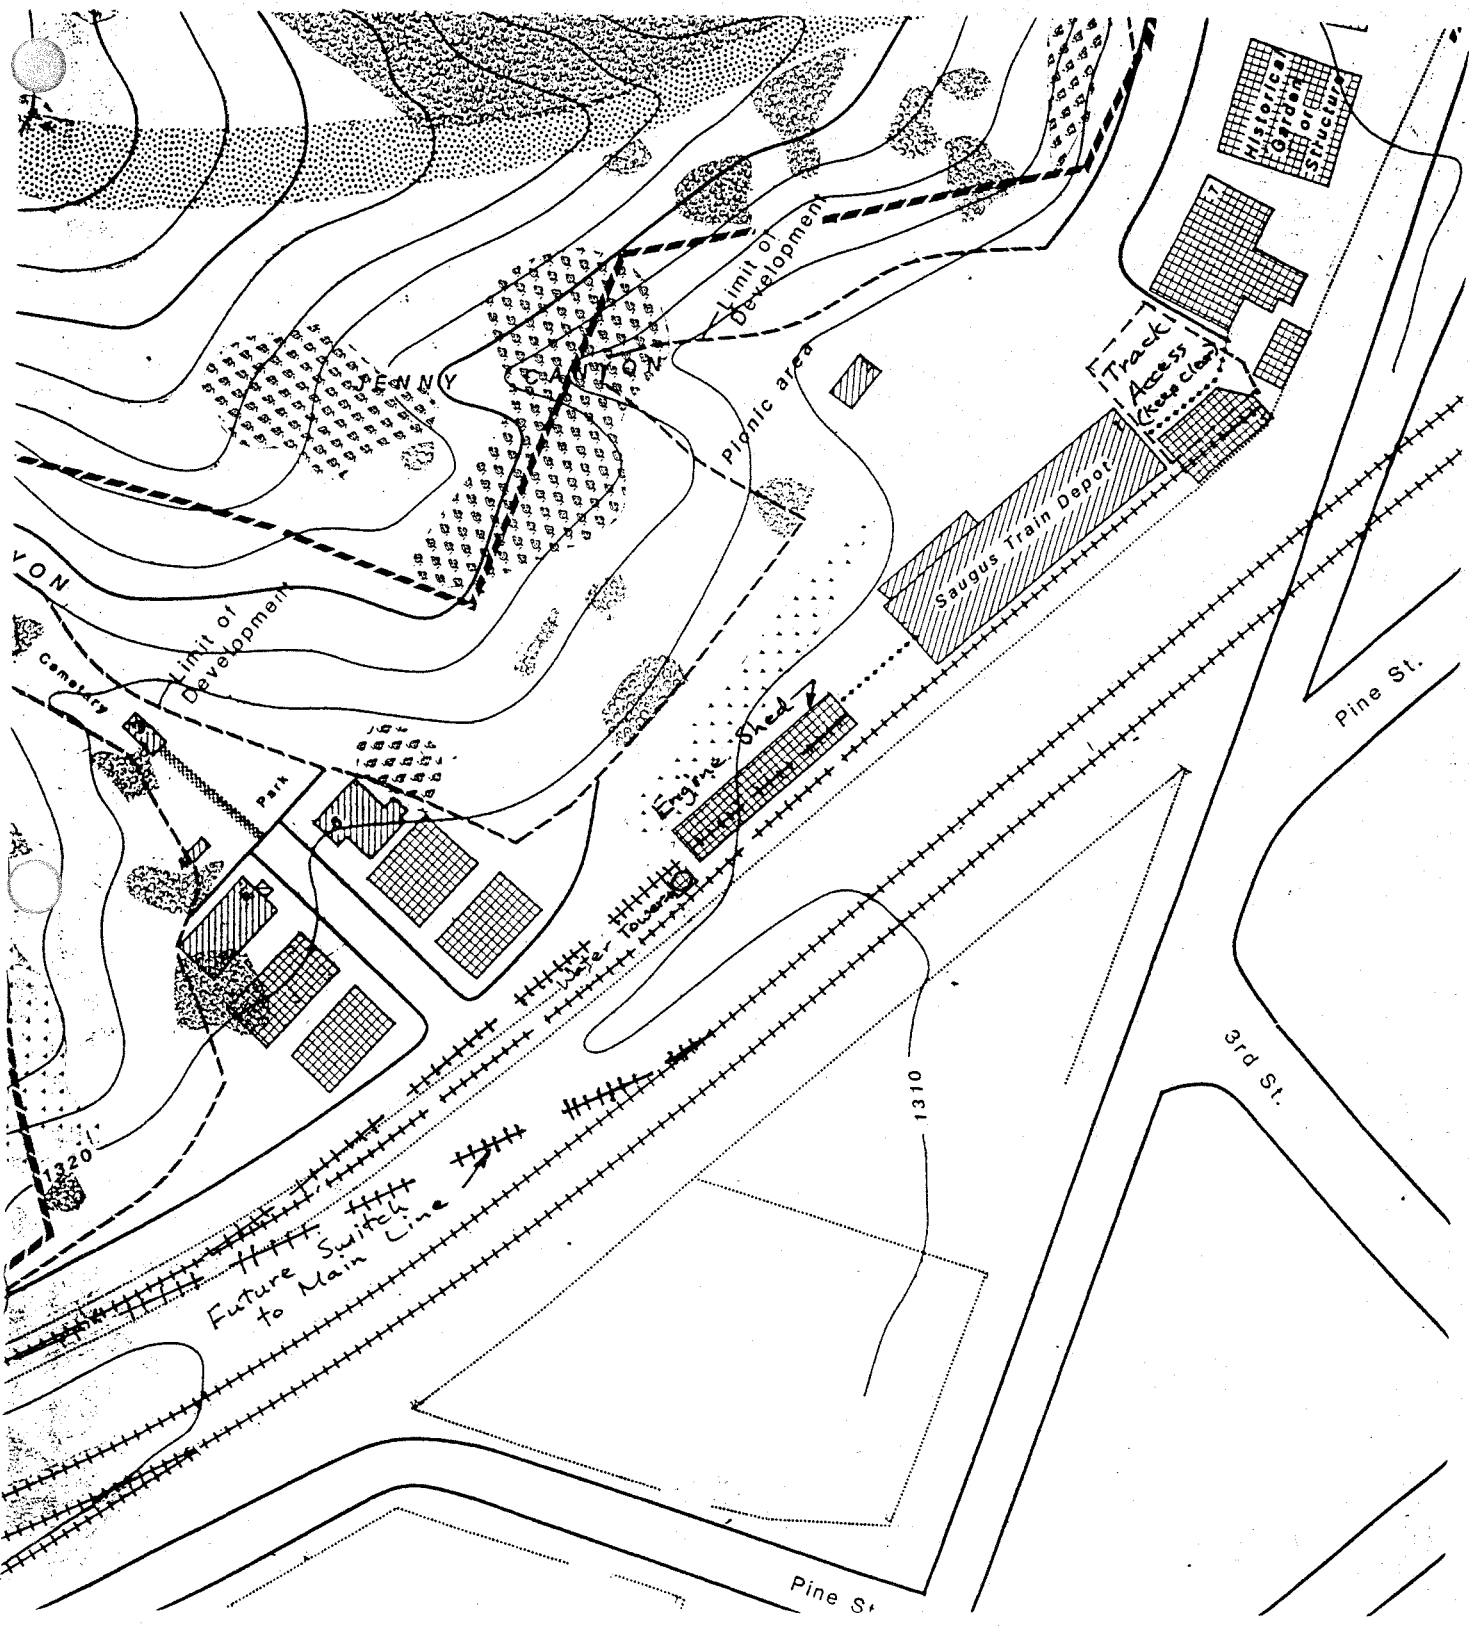 Historical
Garden
or
Structure
7
Limit of
Development
Track
Access
(Keep Clear)
JENNY CANYON
Picnic area
Saugus Train Depot
YON
Limit of
Development
Cemetery
Pine St.
Engine Shed
Park
Water Tower
3rd St.
1310
1320
Future Switch
to Main Line
Pine St